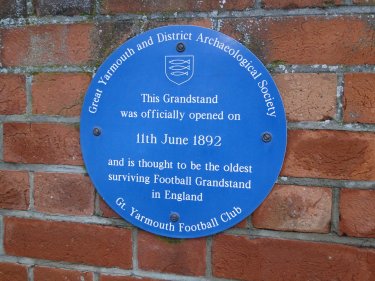 Great Yarmouth and District Archaeological Society
This Grandstand
was officially opened on
11th June 1892
and is thought to be the oldest
surviving Football Grandstand
in England
Gt. Yarmouth Football Club